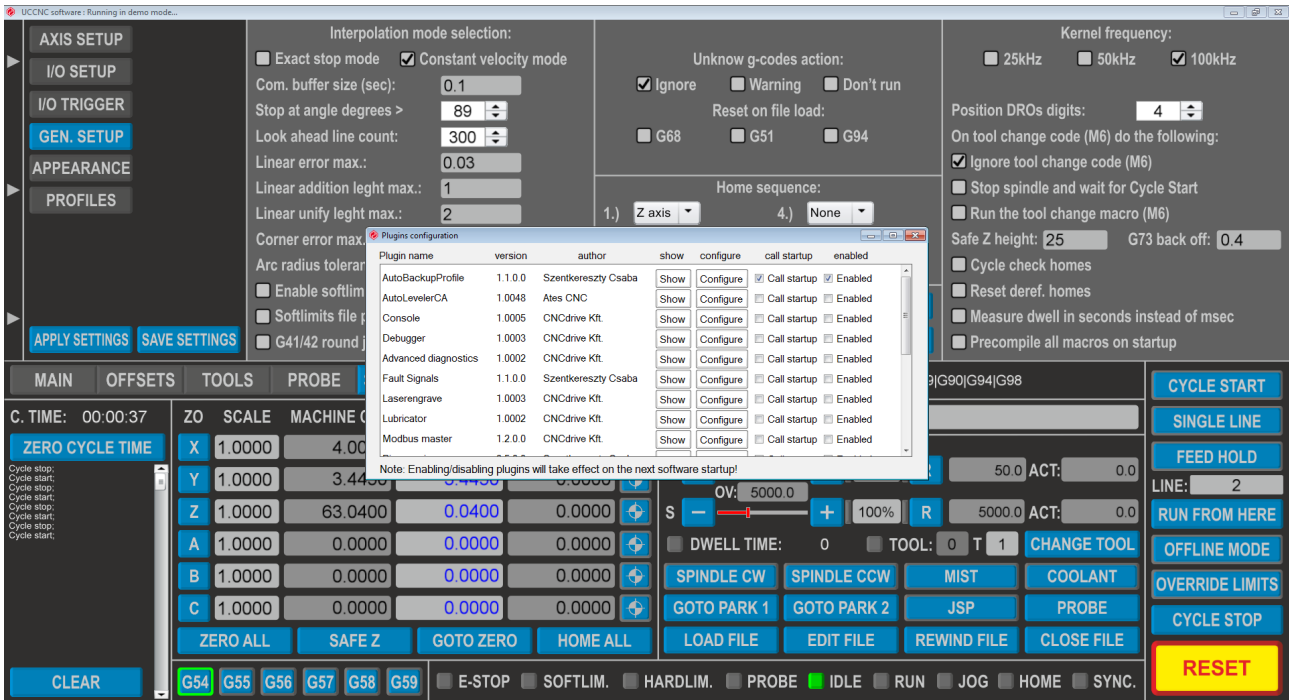 UCCNC software : Running in demo mode...
AXIS SETUP
I/O SETUP
I/O TRIGGER
GEN. SETUP
APPEARANCE
PROFILES
APPLY SETTINGS SAVE SETTINGS
Interpolation mode selection:
Exact stop mode Constant velocity mode
Com. buffer size (sec): 0.1
Stop at angle degrees > 89
Look ahead line count: 300
Linear error max.: 0.03
Linear addition leght max.: 1
Linear unify leght max.: 2
Corner error max.
Arc radius toleran
Enable softlim
Softlimits file p
G41/42 round j
Unknow g-codes action:
Ignore Warning Don't run
Reset on file load:
G68 G51 G94
Home sequence:
1.) Z axis 4.) None
Kernel frequency:
25kHz 50kHz 100kHz
Position DROs digits: 4
On tool change code (M6) do the following:
Ignore tool change code (M6)
Stop spindle and wait for Cycle Start
Run the tool change macro (M6)
Safe Z height: 25 G73 back off: 0.4
Cycle check homes
Reset deref. homes
Measure dwell in seconds instead of msec
Precompile all macros on startup
Plugins configuration
Plugin name version author show configure call startup enabled
AutoBackupProfile 1.1.0.0 Szentkereszty Csaba Show Configure Call startup Enabled
AutoLevelerCA 1.0048 Ates CNC Show Configure Call startup Enabled
Console 1.0005 CNCdrive Kft. Show Configure Call startup Enabled
Debugger 1.0003 CNCdrive Kft. Show Configure Call startup Enabled
Advanced diagnostics 1.0002 CNCdrive Kft. Show Configure Call startup Enabled
Fault Signals 1.1.0.0 Szentkereszty Csaba Show Configure Call startup Enabled
Laserengrave 1.0003 CNCdrive Kft. Show Configure Call startup Enabled
Lubricator 1.0002 CNCdrive Kft. Show Configure Call startup Enabled
Modbus master 1.2.0.0 CNCdrive Kft. Show Configure Call startup Enabled
Note: Enabling/disabling plugins will take effect on the next software startup!
MAIN OFFSETS TOOLS PROBE
|G90|G94|G98
C. TIME: 00:00:37
ZERO CYCLE TIME
Cycle stop;
Cycle start;
Cycle stop;
Cycle start;
Cycle stop;
Cycle start;
Cycle stop;
Cycle start;
CLEAR
ZO SCALE MACHINE
X 1.0000 4.00
Y 1.0000
Z 1.0000 63.0400 0.0400 0.0000
A 1.0000 0.0000 0.0000 0.0000
B 1.0000 0.0000 0.0000 0.0000
C 1.0000 0.0000 0.0000 0.0000
ZERO ALL SAFE Z GOTO ZERO HOME ALL
50.0 ACT: 0.0
OV: 5000.0
S − + 100% R 5000.0 ACT: 0.0
DWELL TIME: 0 TOOL: 0 T 1 CHANGE TOOL
SPINDLE CW SPINDLE CCW MIST COOLANT
GOTO PARK 1 GOTO PARK 2 JSP PROBE
LOAD FILE EDIT FILE REWIND FILE CLOSE FILE
CYCLE START
SINGLE LINE
FEED HOLD
LINE: 2
RUN FROM HERE
OFFLINE MODE
OVERRIDE LIMITS
CYCLE STOP
RESET
G54 G55 G56 G57 G58 G59 E-STOP SOFTLIM. HARDLIM. PROBE IDLE RUN JOG HOME SYNC.